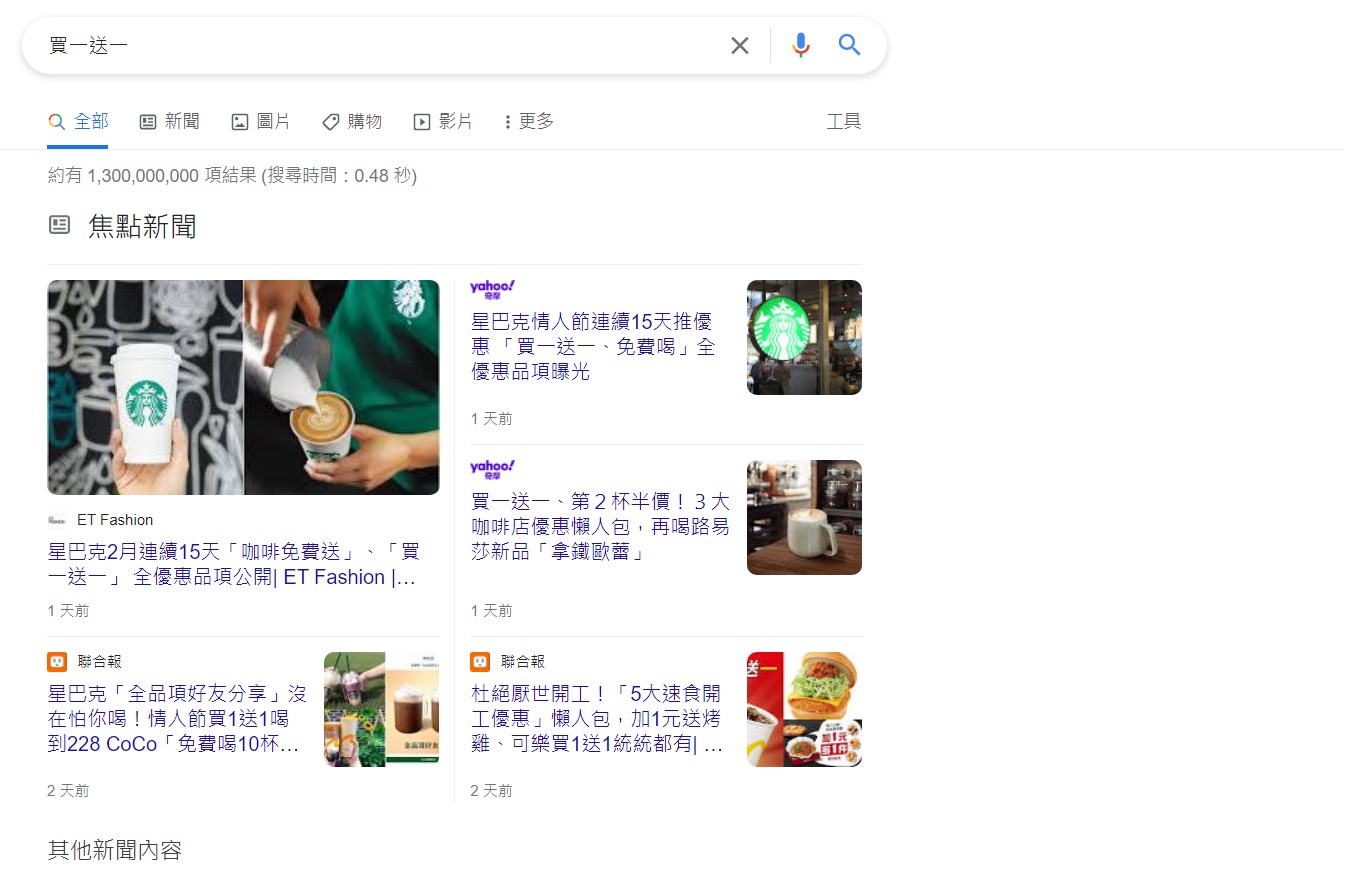 買一送一
全部
新聞
圖片
購物
影片
更多
工具
約有 1,300,000,000 項結果 (搜尋時間：0.48 秒)
焦點新聞
ET Fashion
星巴克2月連續15天「咖啡免費送」、「買
一送一」 全優惠品項公開| ET Fashion |...
1 天前
yahoo!
奇摩
星巴克情人節連續15天推優
惠 「買一送一、免費喝」全
優惠品項曝光
1 天前
yahoo!
奇摩
買一送一、第２杯半價！３大
咖啡店優惠懶人包，再喝路易
莎新品「拿鐵歐蕾」
1 天前
聯合報
星巴克「全品項好友分享」沒
在怕你喝！情人節買1送1喝
到228 CoCo「免費喝10杯...
2 天前
聯合報
杜絕厭世開工！「5大速食開
工優惠」懶人包，加1元送烤
雞、可樂買1送1統統都有| ...
送一
加1元
2 天前
其他新聞內容